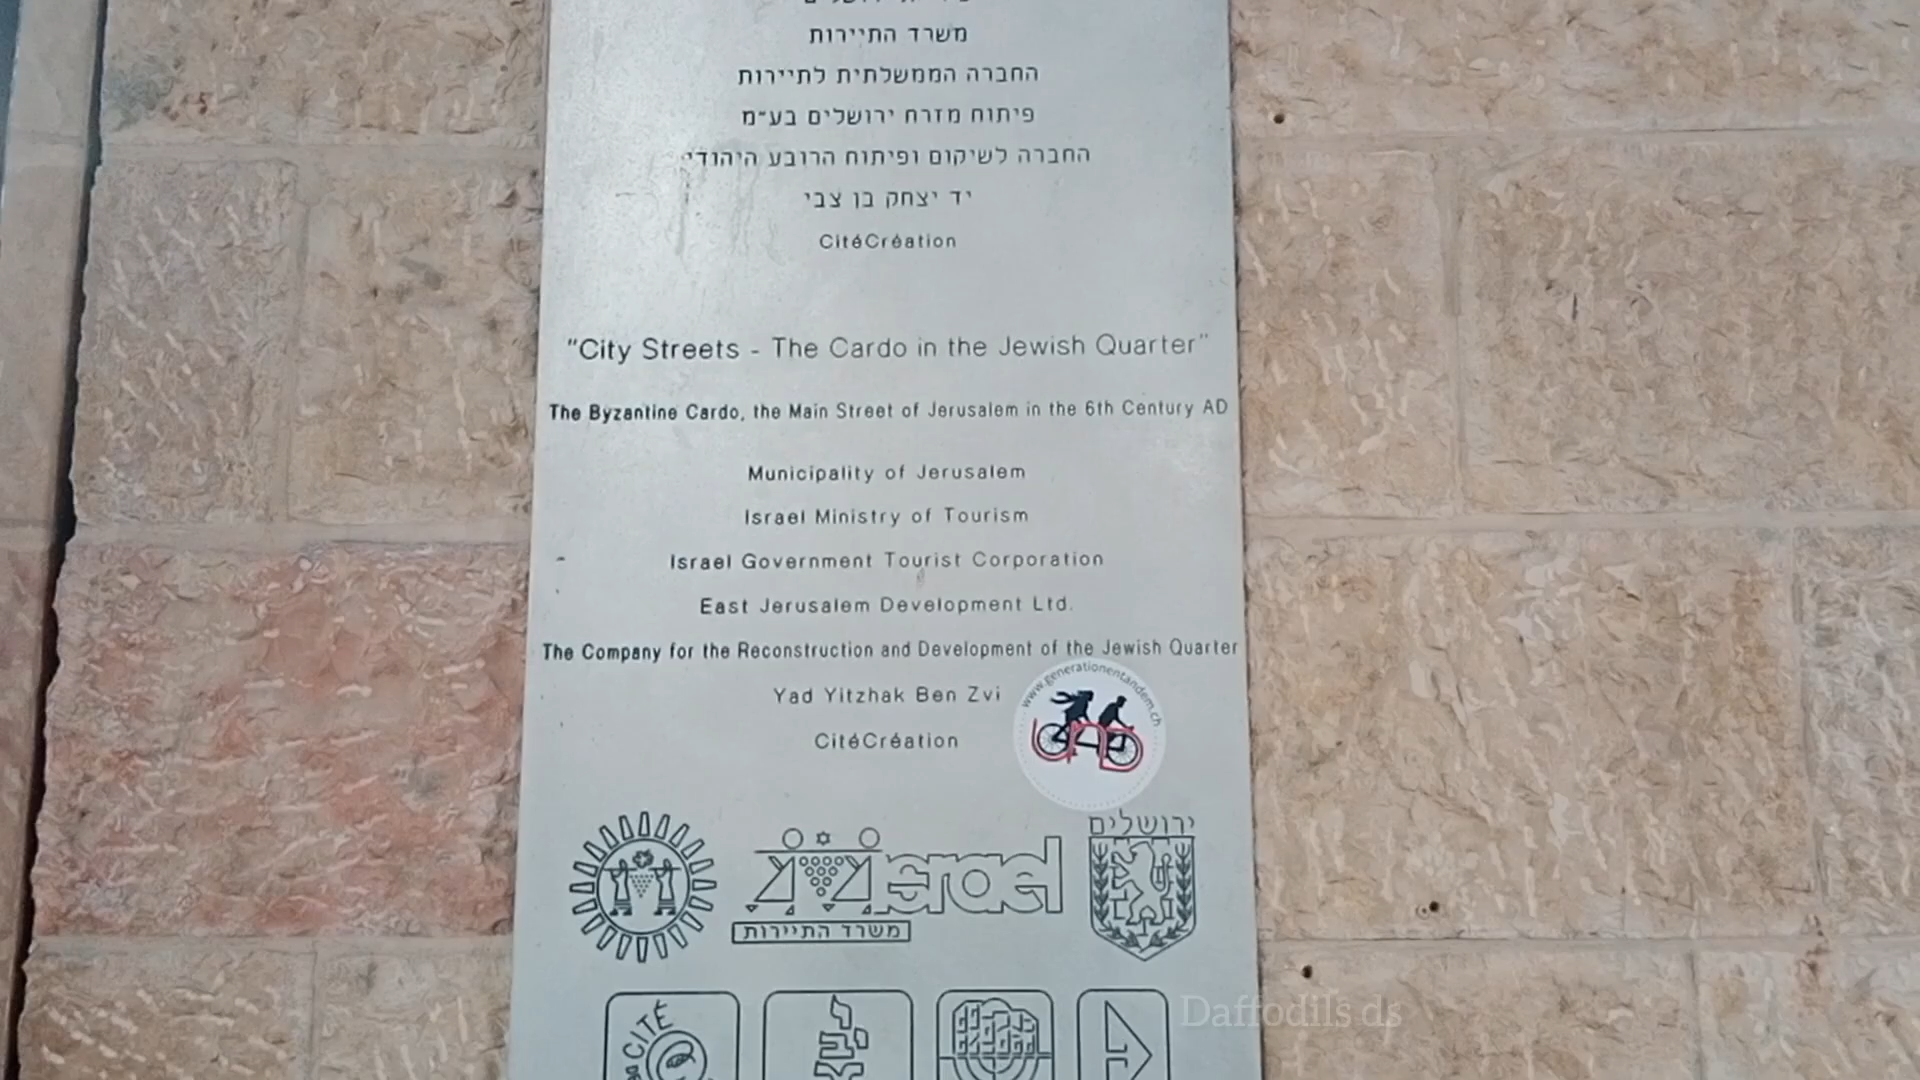 משרד התיירות
החברה הממשלתית לתיירות
פיתוח מזרח ירושלים בע״מ
החברה לשיקום ופיתוח הרובע היהודי
יד יצחק בן צבי
CitéCréation
"City Streets - The Cardo in the Jewish Quarter"
The Byzantine Cardo, the Main Street of Jerusalem in the 6th Century AD
Municipality of Jerusalem
Israel Ministry of Tourism
Israel Government Tourist Corporation
East Jerusalem Development Ltd.
The Company for the Reconstruction and Development of the Jewish Quarter
Yad Yitzhak Ben Zvi
CitéCréation
www.generationentandem.ch
und
ירושלים
israel
משרד התיירות
CITÉ
Daffodils ds